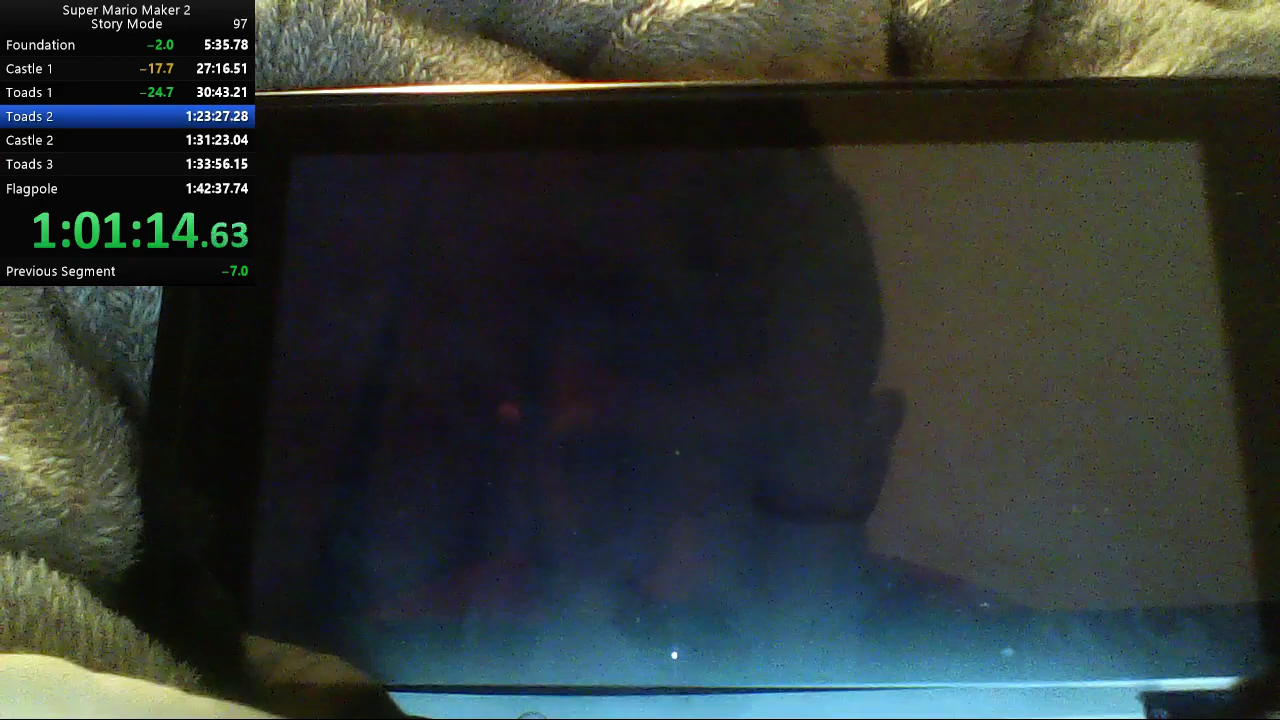 Super Mario Maker 2
Story Mode 97
Foundation −2.0 5:35.78
Castle 1 −17.7 27:16.51
Toads 1 −24.7 30:43.21
Toads 2 1:23:27.28
Castle 2 1:31:23.04
Toads 3 1:33:56.15
Flagpole 1:42:37.74
1:01:14.63
Previous Segment −7.0